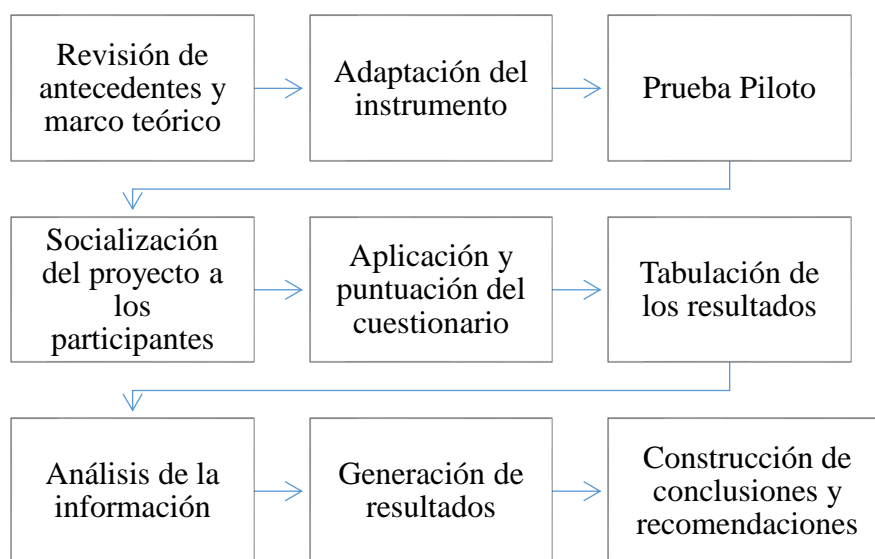 Revisión de
antecedentes y
marco teórico
Adaptación del
instrumento
Prueba Piloto
Socialización
del proyecto a
los
participantes
Aplicación y
puntuación del
cuestionario
Tabulación de
los resultados
Análisis de la
información
Generación de
resultados
Construcción de
conclusiones y
recomendaciones